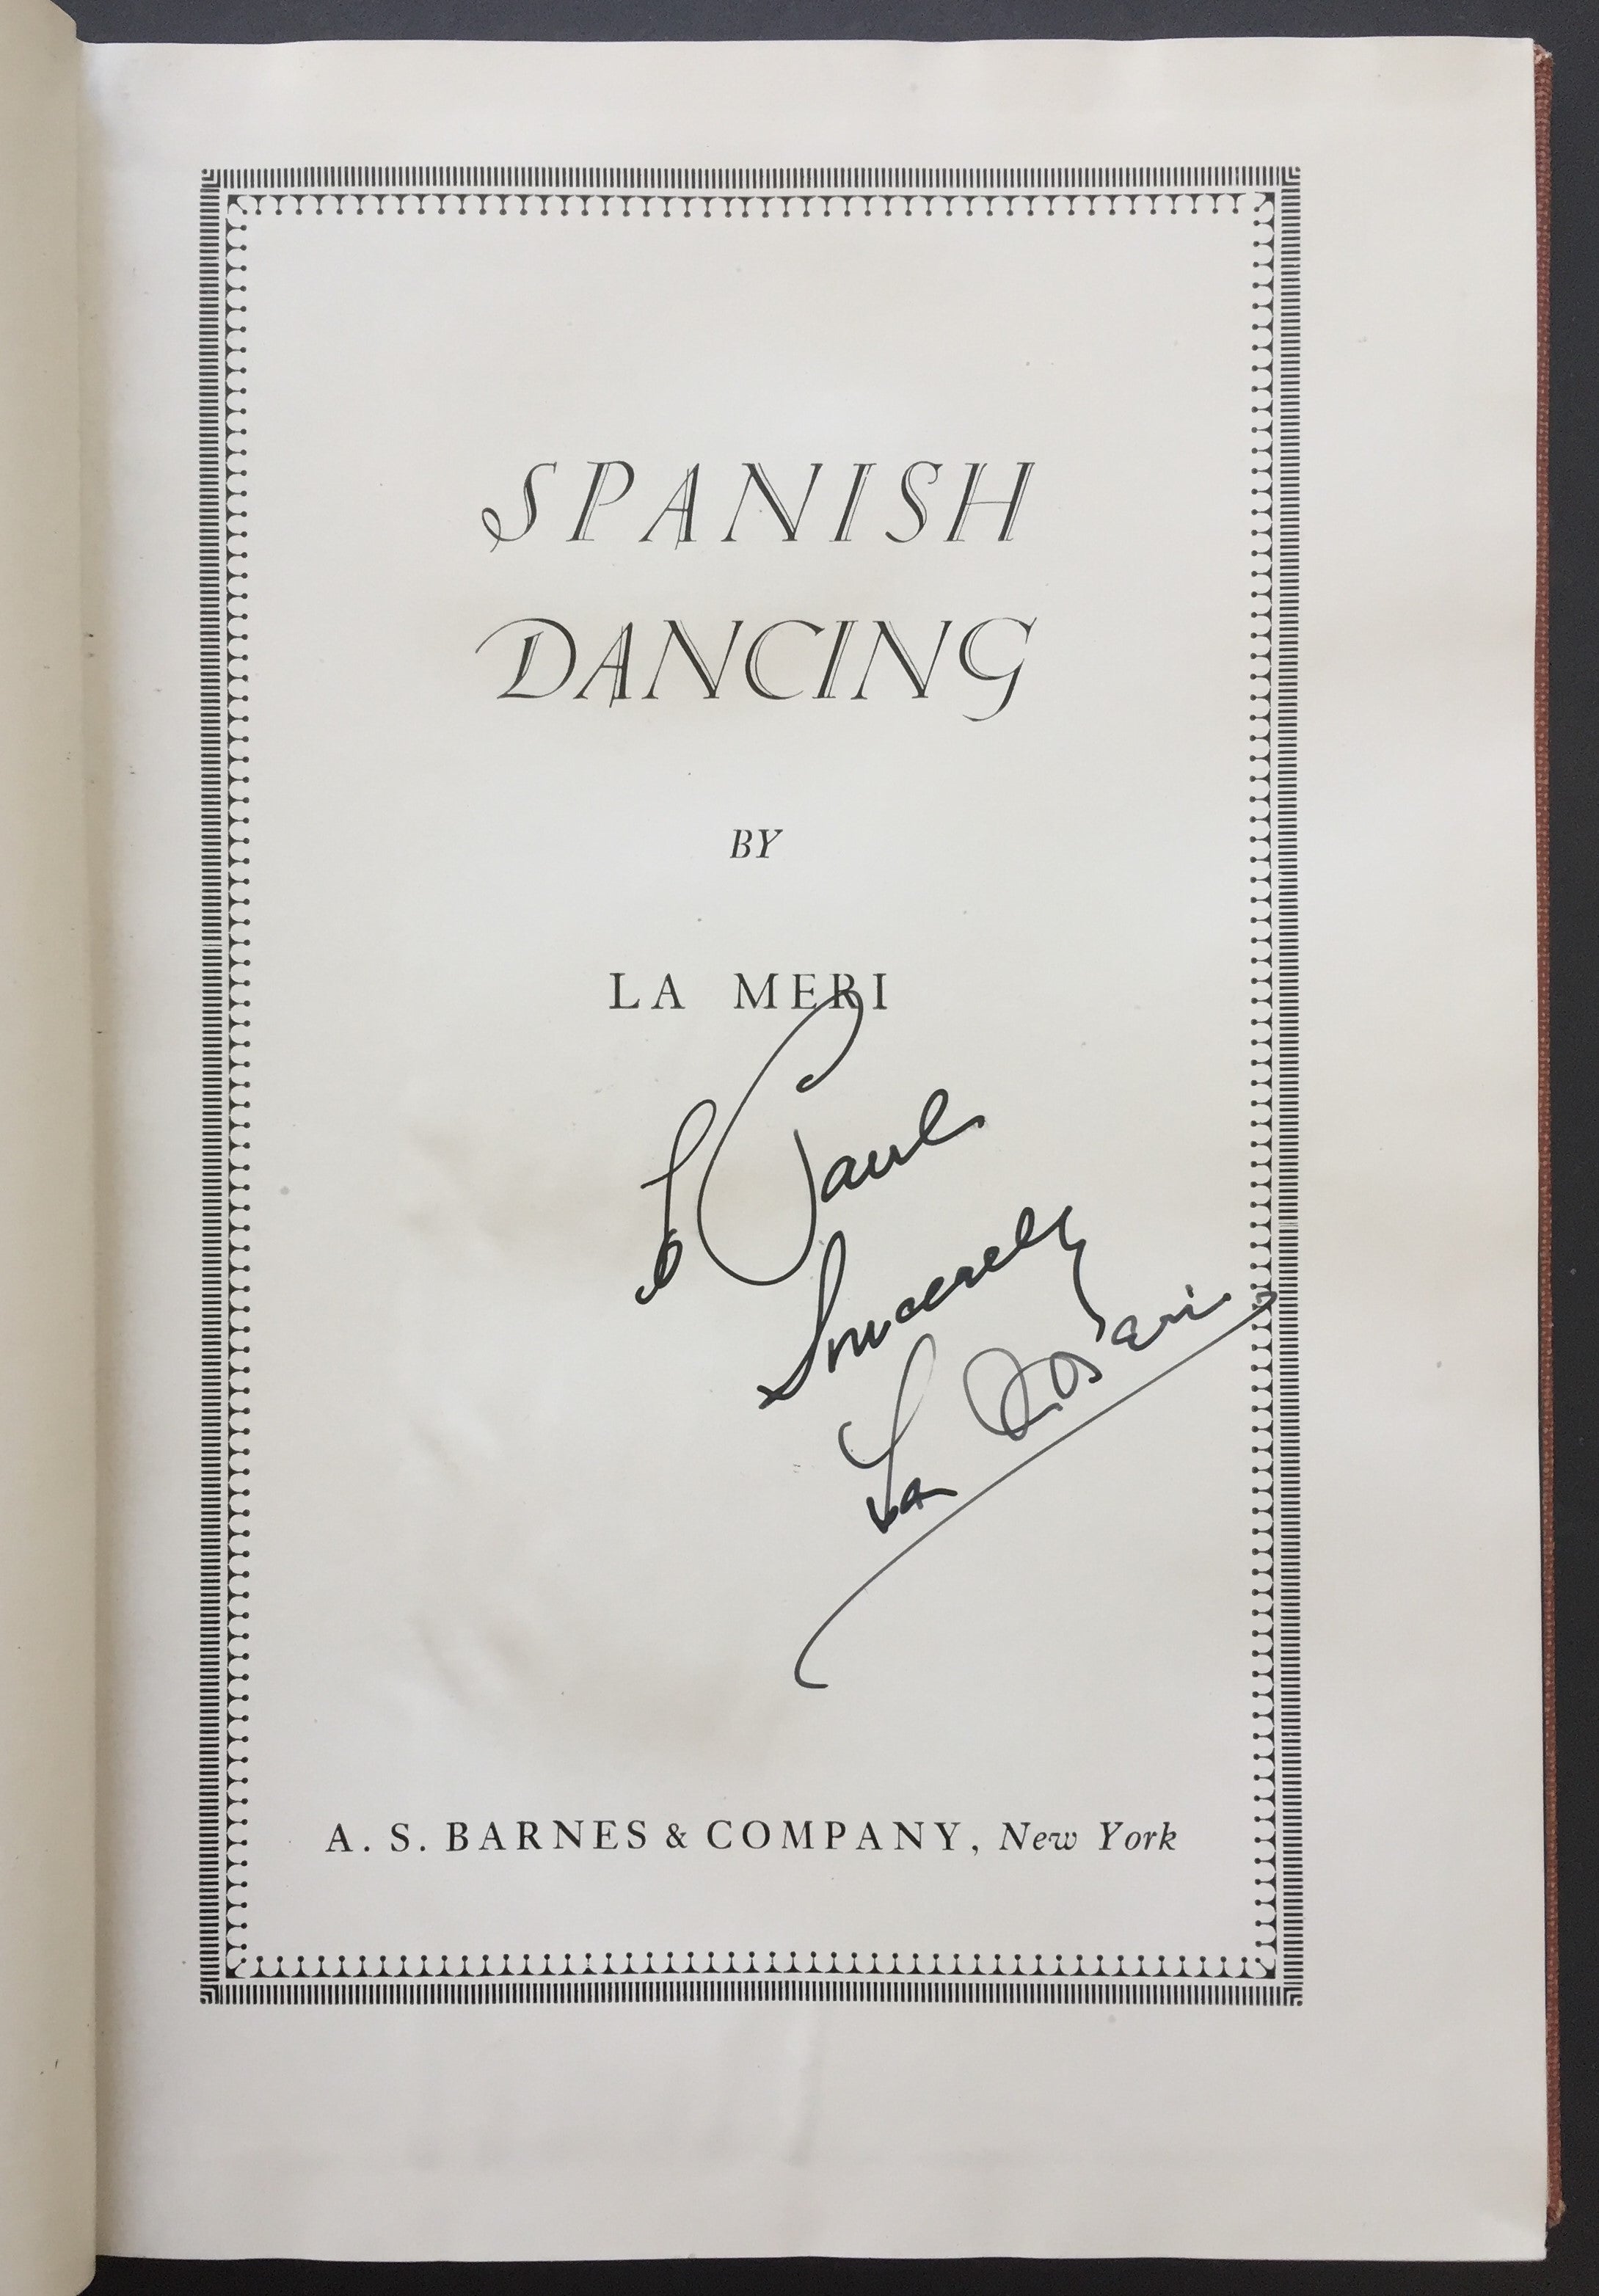 SPANISH
DANCING
BY
LA MERI
to Paul
Sincerely
La Meri
A. S. BARNES & COMPANY, New York